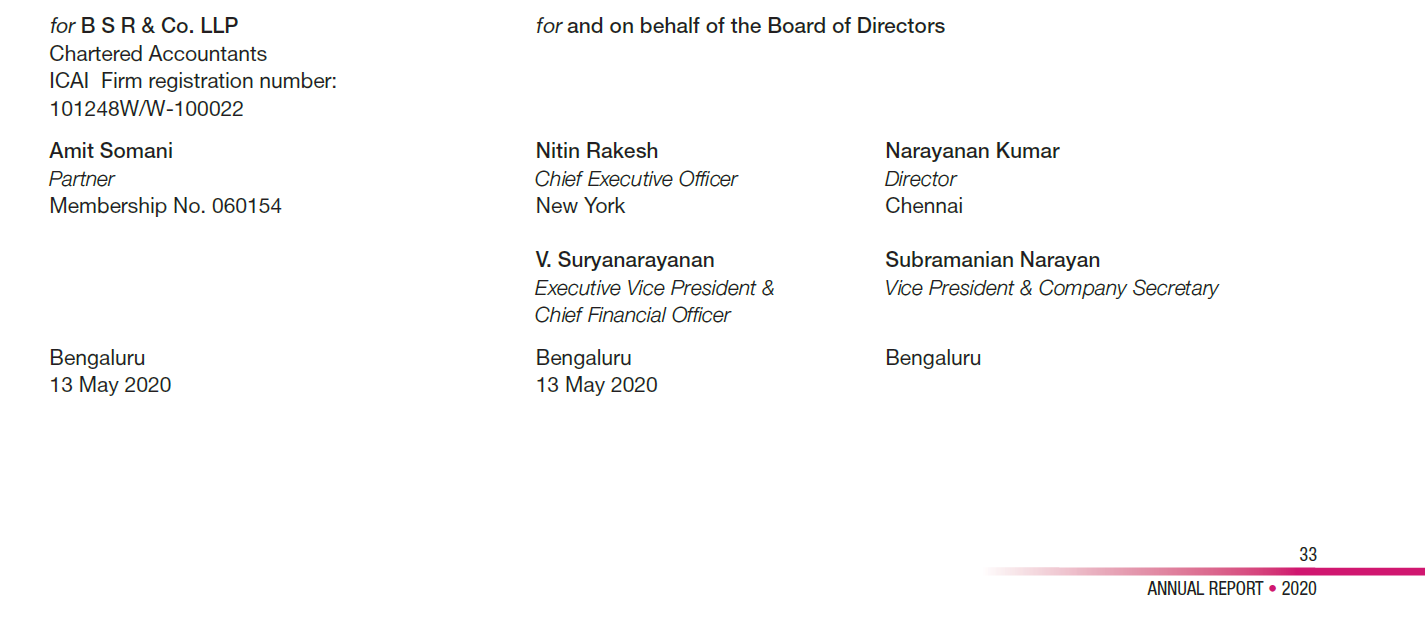 for B S R & Co. LLP
Chartered Accountants
ICAI Firm registration number:
101248W/W-100022
for and on behalf of the Board of Directors
Amit Somani
Partner
Membership No. 060154
Nitin Rakesh
Chief Executive Officer
New York
Narayanan Kumar
Director
Chennai
V. Suryanarayanan
Executive Vice President &
Chief Financial Officer
Subramanian Narayan
Vice President & Company Secretary
Bengaluru
13 May 2020
Bengaluru
13 May 2020
Bengaluru
33
ANNUAL REPORT • 2020